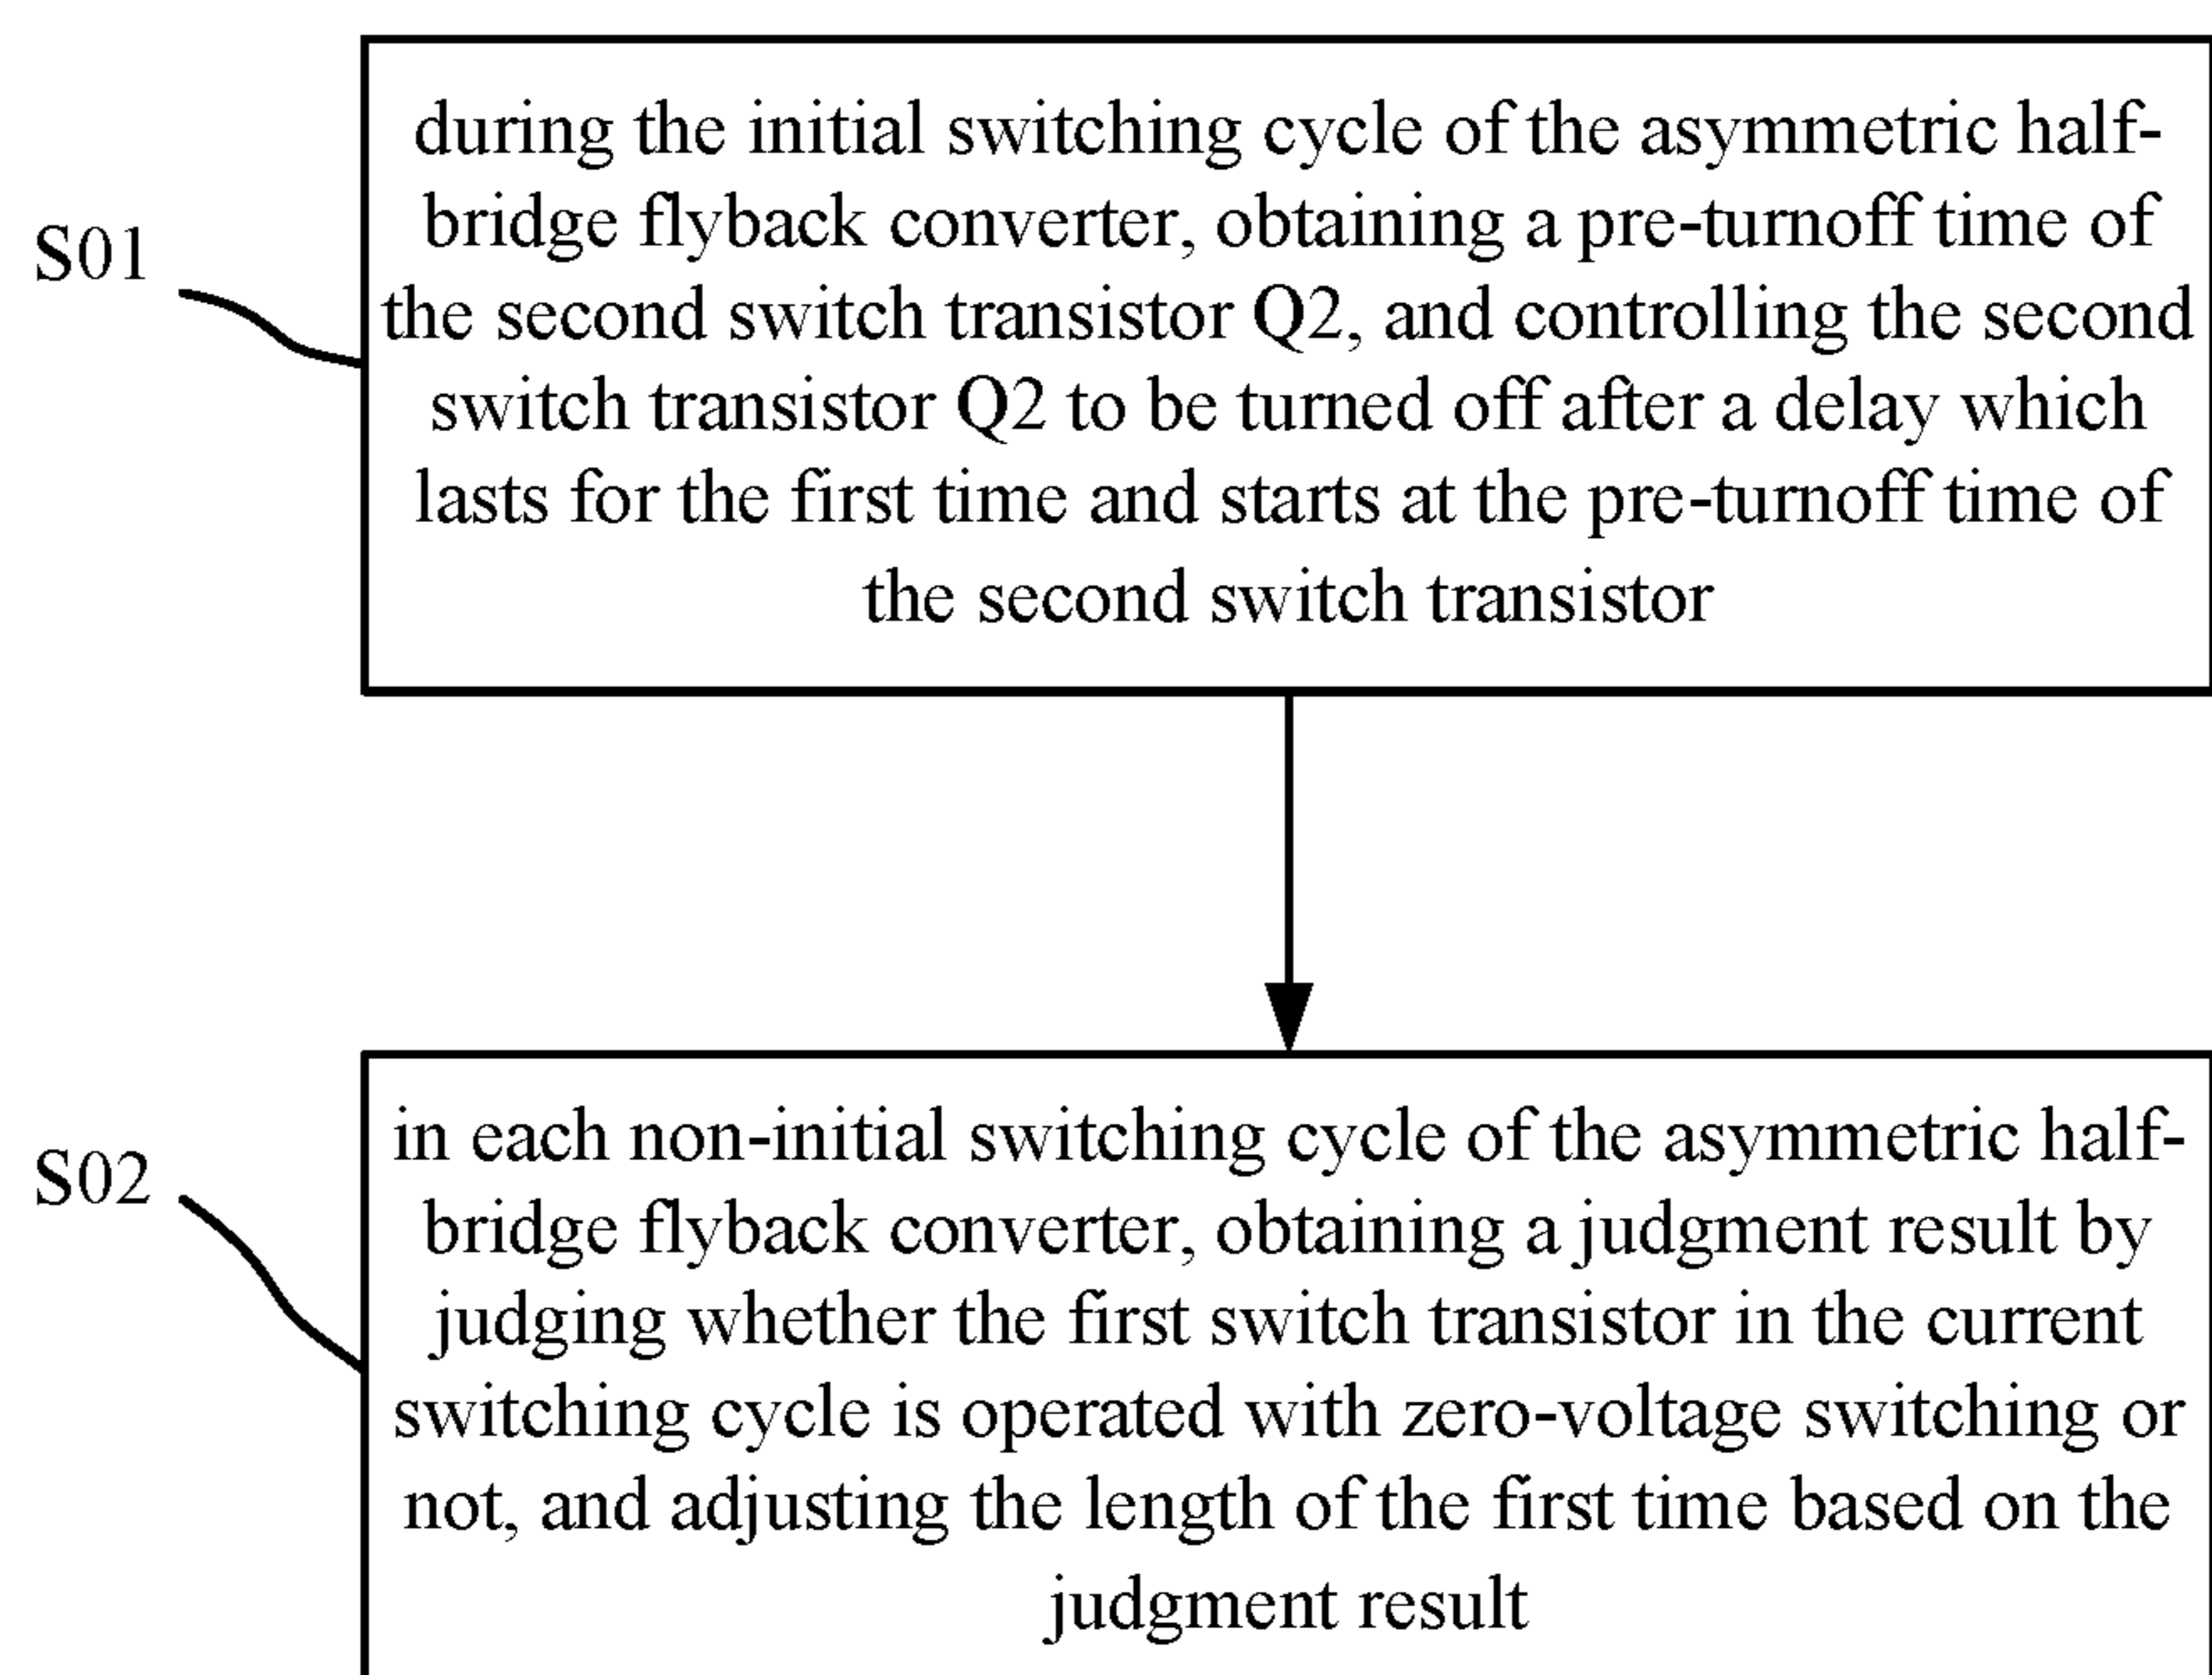 S01
during the initial switching cycle of the asymmetric half-
bridge flyback converter, obtaining a pre-turnoff time of
the second switch transistor Q2, and controlling the second
switch transistor Q2 to be turned off after a delay which
lasts for the first time and starts at the pre-turnoff time of
the second switch transistor
S02
in each non-initial switching cycle of the asymmetric half-
bridge flyback converter, obtaining a judgment result by
judging whether the first switch transistor in the current
switching cycle is operated with zero-voltage switching or
not, and adjusting the length of the first time based on the
judgment result